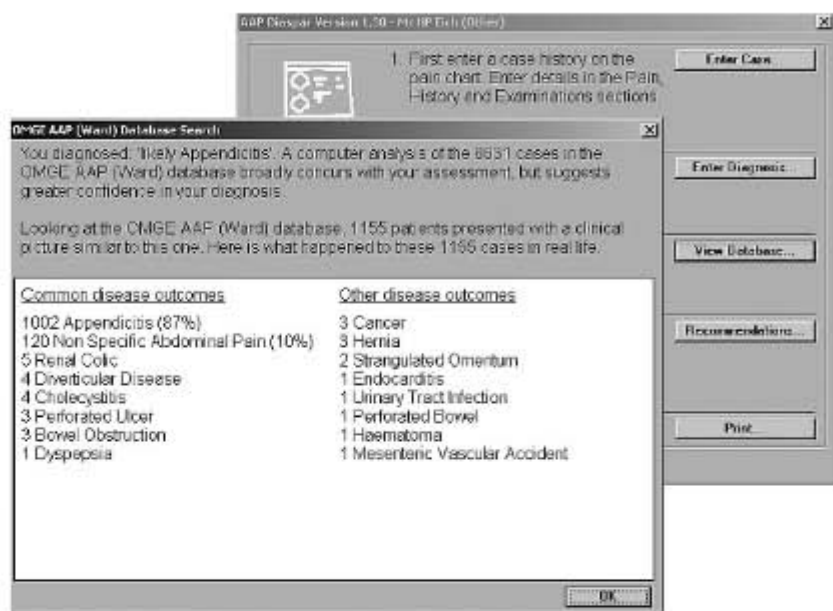 AAP Diospar Version 1.00 - Mr NP Fich (Other)
1. First enter a case history on the
pain chart. Enter details in the Pain,
History and Examinations sections
Enter Case
Enter Diagnosis...
View Database...
Recommendations...
Print
OMGE AAP (Ward) Database Search
You diagnosed: 'likely Appendicitis'. A computer analysis of the cases in the
OMGE AAP (Ward) database broadly concurs with your assessment, but suggests
greater confidence in your diagnosis.
Looking at the OMGE AAP (Ward) database, 1155 patients presented with a clinical
picture similar to this one. Here is what happened to these 1155 cases in real life.
Common disease outcomes
1002 Appendicitis (87%)
120 Non Specific Abdominal Pain (10%)
5 Renal Colic
4 Diverticular Disease
4 Cholecystitis
3 Perforated Ulcer
3 Bowel Obstruction
1 Dyspepsia
Other disease outcomes
3 Cancer
3 Hernia
2 Strangulated Omentum
1 Endocarditis
1 Urinary Tract Infection
1 Perforated Bowel
1 Haematoma
1 Mesenteric Vascular Accident
OK